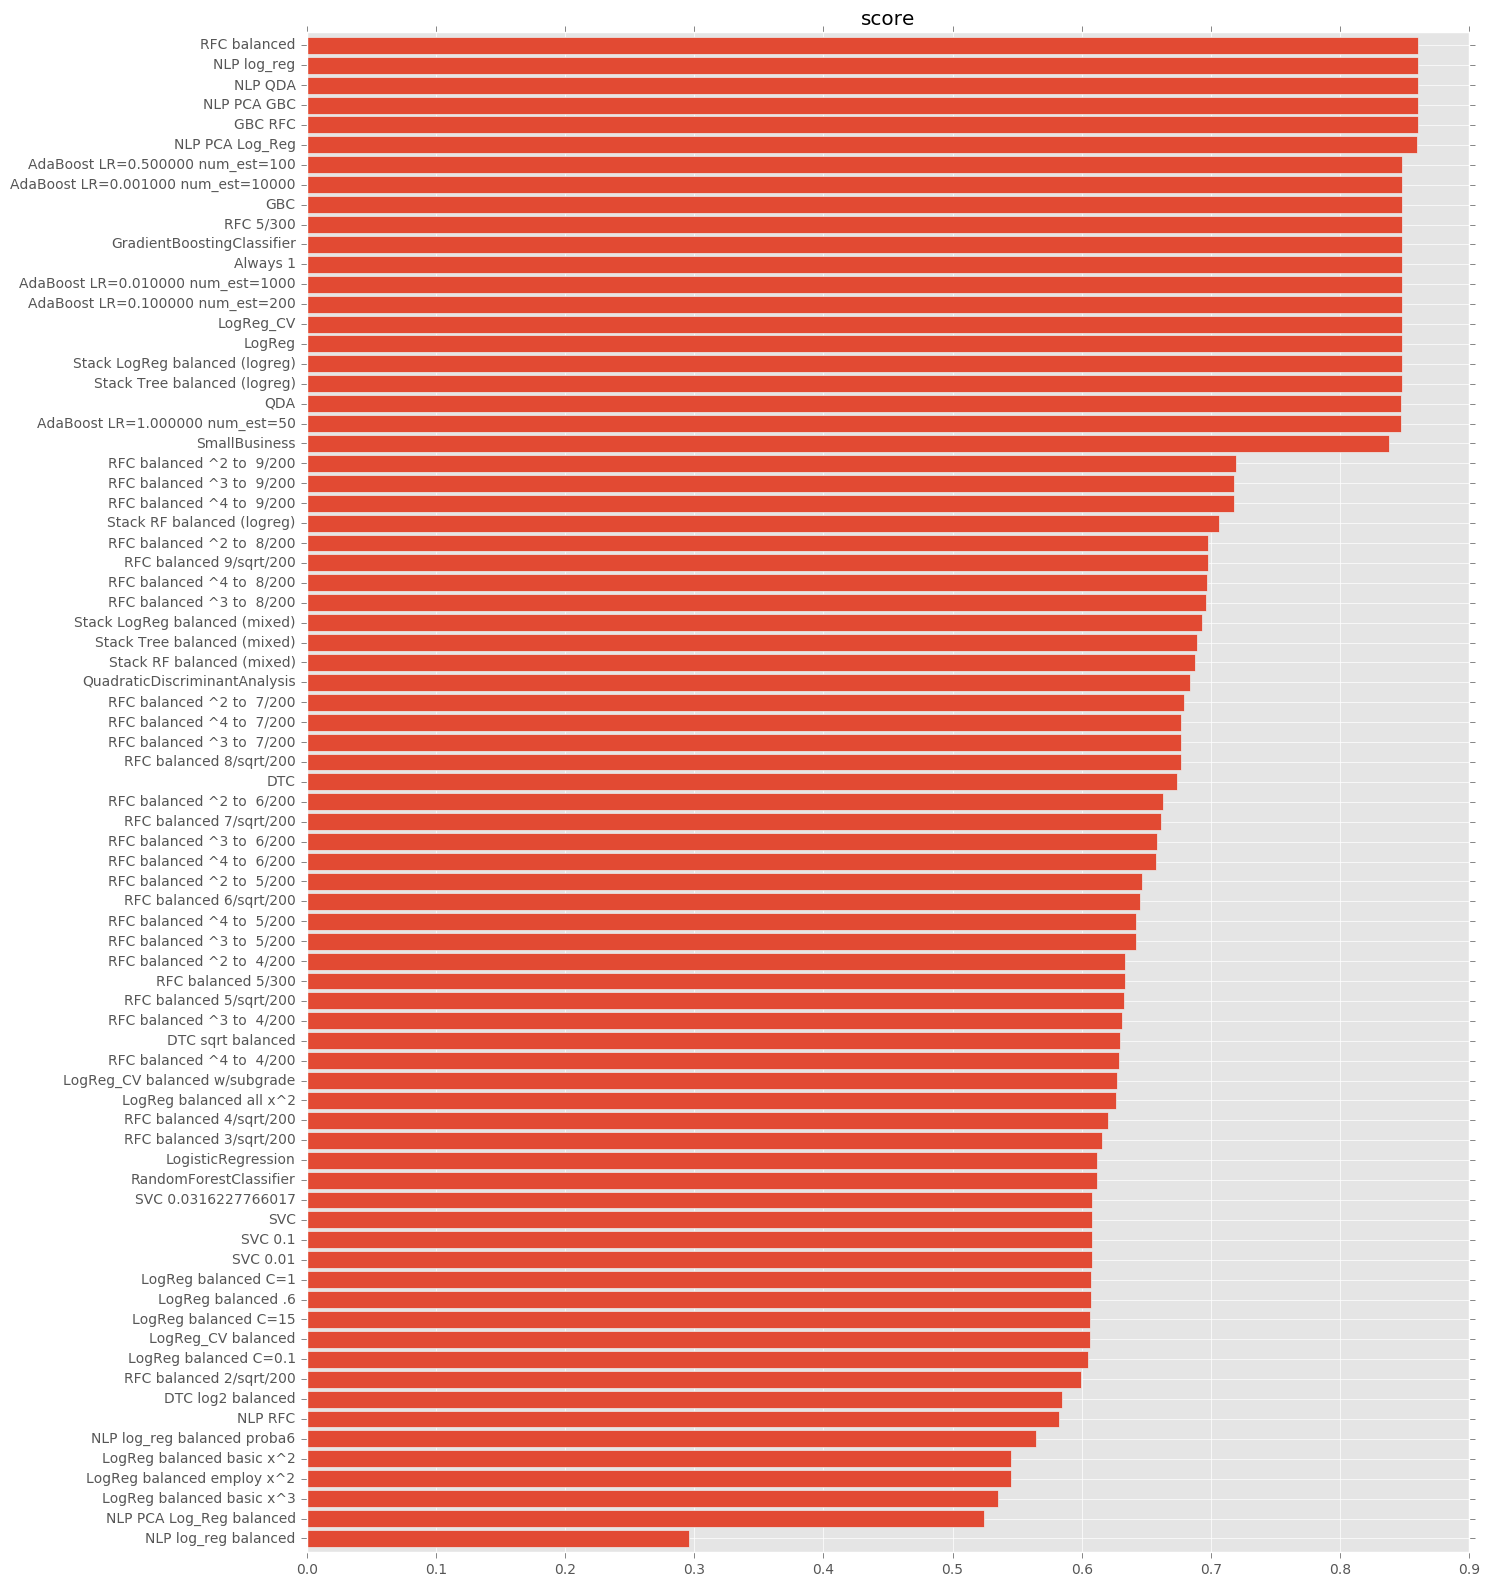 score
RFC balanced
NLP log_reg
NLP QDA
NLP PCA GBC
GBC RFC
NLP PCA Log_Reg
AdaBoost LR=0.500000 num_est=100
AdaBoost LR=0.001000 num_est=10000
GBC
RFC 5/300
GradientBoostingClassifier
Always 1
AdaBoost LR=0.010000 num_est=1000
AdaBoost LR=0.100000 num_est=200
LogReg_CV
LogReg
Stack LogReg balanced (logreg)
Stack Tree balanced (logreg)
QDA
AdaBoost LR=1.000000 num_est=50
SmallBusiness
RFC balanced ^2 to  9/200
RFC balanced ^3 to  9/200
RFC balanced ^4 to  9/200
Stack RF balanced (logreg)
RFC balanced ^2 to  8/200
RFC balanced 9/sqrt/200
RFC balanced ^4 to  8/200
RFC balanced ^3 to  8/200
Stack LogReg balanced (mixed)
Stack Tree balanced (mixed)
Stack RF balanced (mixed)
QuadraticDiscriminantAnalysis
RFC balanced ^2 to  7/200
RFC balanced ^4 to  7/200
RFC balanced ^3 to  7/200
RFC balanced 8/sqrt/200
DTC
RFC balanced ^2 to  6/200
RFC balanced 7/sqrt/200
RFC balanced ^3 to  6/200
RFC balanced ^4 to  6/200
RFC balanced ^2 to  5/200
RFC balanced 6/sqrt/200
RFC balanced ^4 to  5/200
RFC balanced ^3 to  5/200
RFC balanced ^2 to  4/200
RFC balanced 5/300
RFC balanced 5/sqrt/200
RFC balanced ^3 to  4/200
DTC sqrt balanced
RFC balanced ^4 to  4/200
LogReg_CV balanced w/subgrade
LogReg balanced all x^2
RFC balanced 4/sqrt/200
RFC balanced 3/sqrt/200
LogisticRegression
RandomForestClassifier
SVC 0.0316227766017
SVC
SVC 0.1
SVC 0.01
LogReg balanced C=1
LogReg balanced .6
LogReg balanced C=15
LogReg_CV balanced
LogReg balanced C=0.1
RFC balanced 2/sqrt/200
DTC log2 balanced
NLP RFC
NLP log_reg balanced proba6
LogReg balanced basic x^2
LogReg balanced employ x^2
LogReg balanced basic x^3
NLP PCA Log_Reg balanced
NLP log_reg balanced
0.0 0.1 0.2 0.3 0.4 0.5 0.6 0.7 0.8 0.9